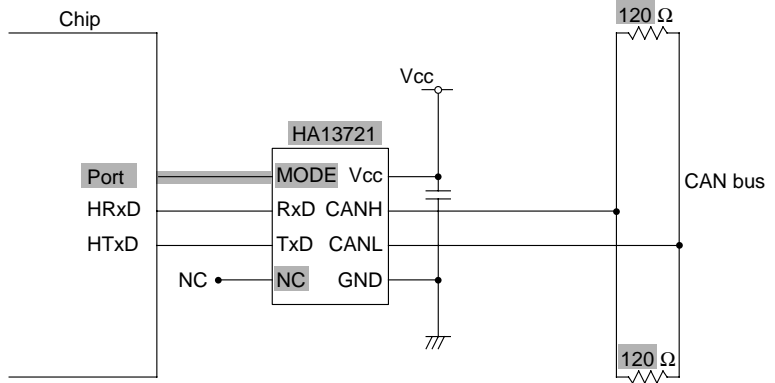 Chip
120 Ω
Vcc
HA13721
Port
MODE Vcc
CAN bus
HRxD
RxD CANH
HTxD
TxD CANL
NC
NC GND
120 Ω